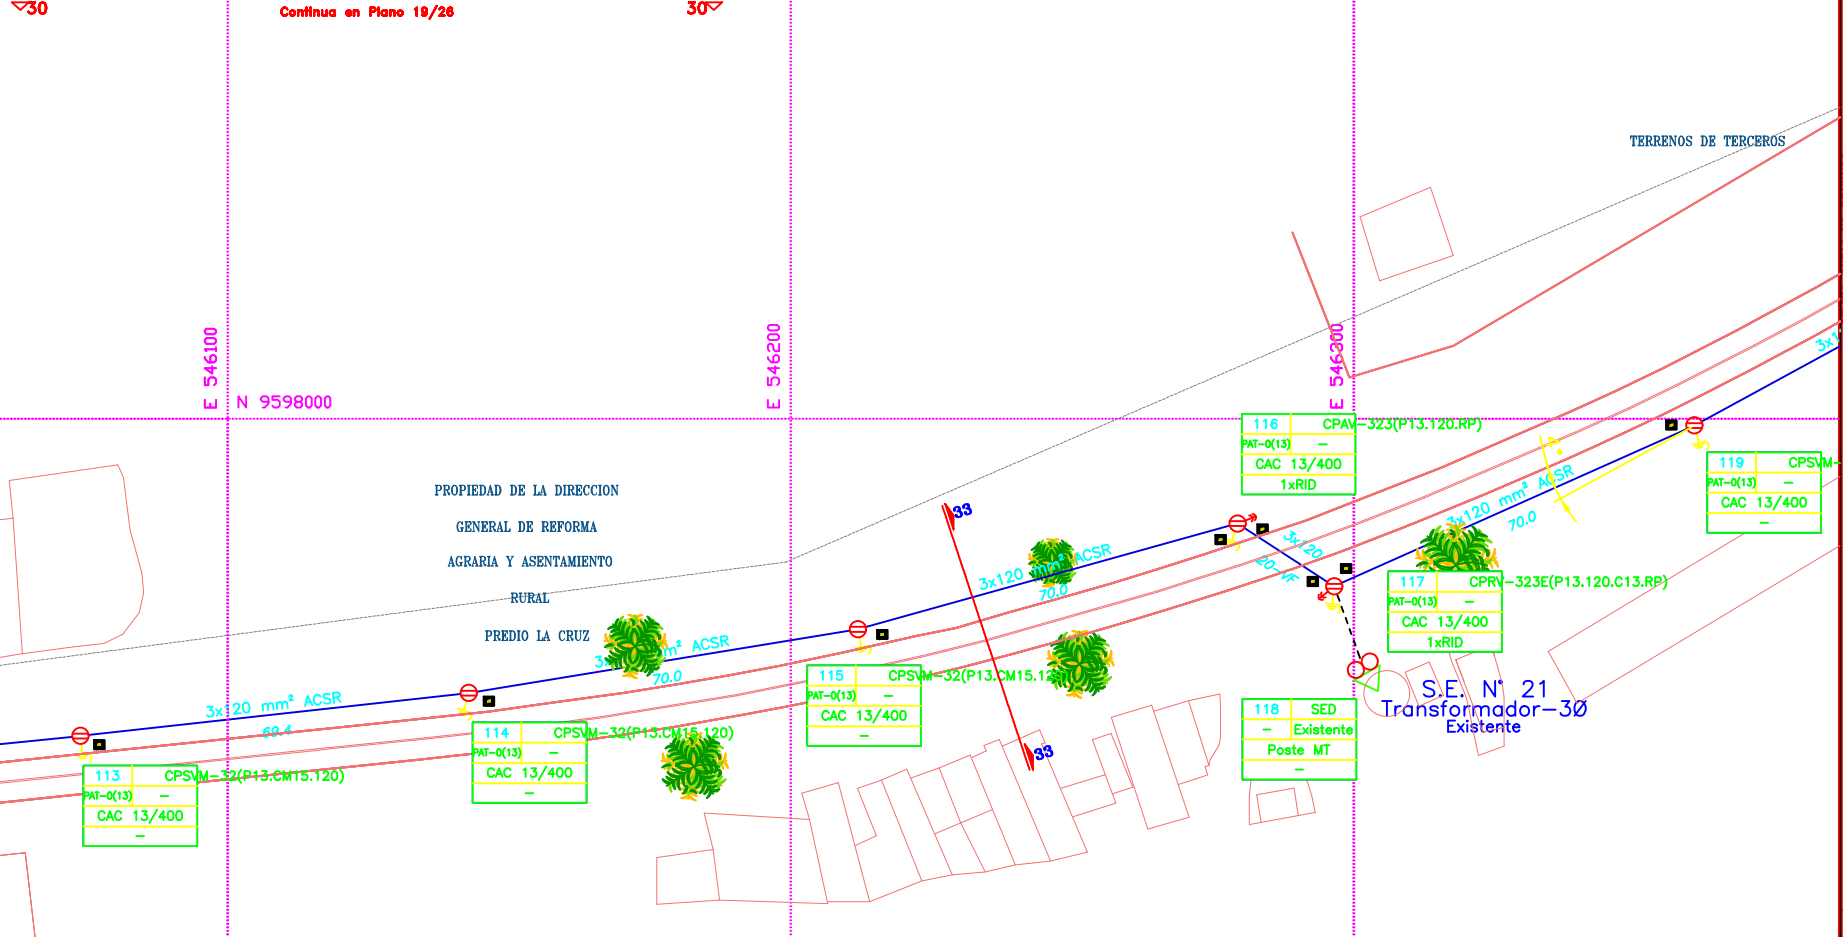 30
Continua en Plano 19/26
30
TERRENOS DE TERCEROS
E 546100
E 546200
E 546300
N 9598000
3x1
116 CPAV-323(P13.120.RP)
PAT-0(13) -
CAC 13/400
1xRID
119 CPSVM-
PAT-0(13) -
CAC 13/400
-
PROPIEDAD DE LA DIRECCION
GENERAL DE REFORMA
AGRARIA Y ASENTAMIENTO
RURAL
PREDIO LA CRUZ
33
3x120 mm² ACSR
70.0
3x120
20-VF
3x120 mm² ACSR
70.0
117 CPRV-323E(P13.120.C13.RP)
PAT-0(13) -
CAC 13/400
1xRID
m² ACSR
70.0
115 CPSVM-32(P13.CM15.120)
PAT-0(13) -
CAC 13/400
-
3x120 mm² ACSR
69.4
114 CPSVM-32(P13.CM15.120)
PAT-0(13) -
CAC 13/400
-
113 CPSVM-32(P13.CM15.120)
PAT-0(13) -
CAC 13/400
-
33
118 SED
- Existente
Poste MT
-
S.E. N° 21
Transformador-3Ø
Existente